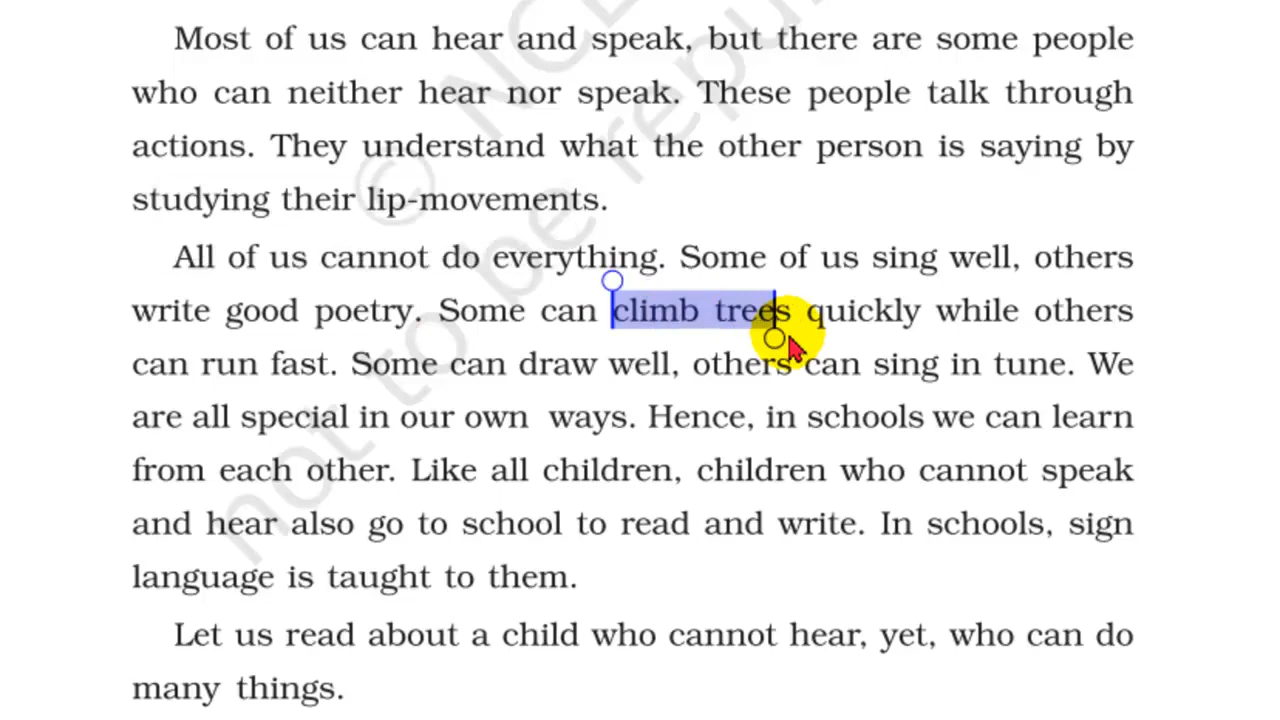 Most of us can hear and speak, but there are some people
who can neither hear nor speak. These people talk through
actions. They understand what the other person is saying by
studying their lip-movements.
All of us cannot do everything. Some of us sing well, others
write good poetry. Some can climb trees quickly while others
can run fast. Some can draw well, others can sing in tune. We
are all special in our own ways. Hence, in schools we can learn
from each other. Like all children, children who cannot speak
and hear also go to school to read and write. In schools, sign
language is taught to them.
Let us read about a child who cannot hear, yet, who can do
many things.
© NCE
not to be repu